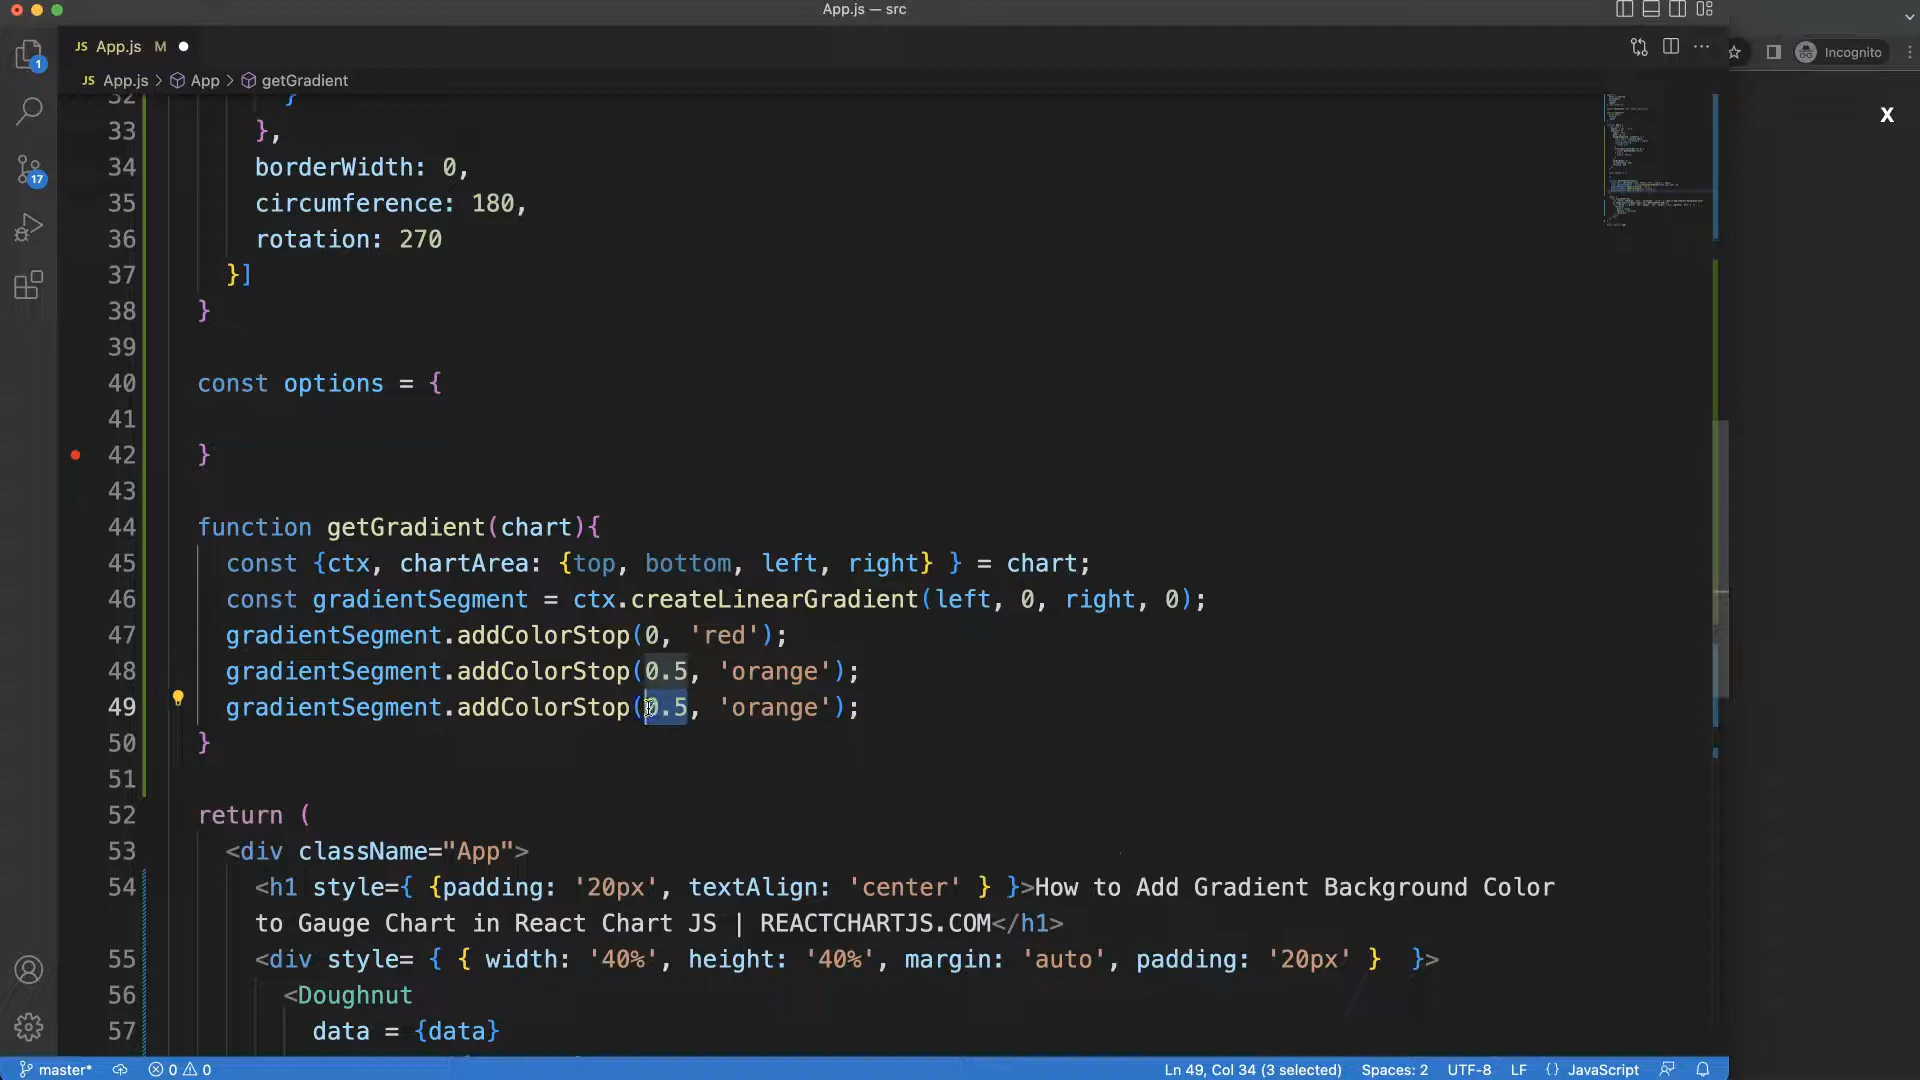 App.js — src
JS App.js M
Incognito
JS App.js > App > getGradient
1
X
32 }
33 },
34 borderWidth: 0,
35 circumference: 180,
17
36 rotation: 270
37 }]
38 }
39
40 const options = {
41
42 }
43
44 function getGradient(chart){
45 const {ctx, chartArea: {top, bottom, left, right} } = chart;
46 const gradientSegment = ctx.createLinearGradient(left, 0, right, 0);
47 gradientSegment.addColorStop(0, 'red');
48 gradientSegment.addColorStop(0.5, 'orange');
49 gradientSegment.addColorStop(0.5, 'orange');
50 }
51
52 return (
53 <div className="App">
54 <h1 style={ {padding: '20px', textAlign: 'center' } }>How to Add Gradient Background Color
to Gauge Chart in React Chart JS | REACTCHARTJS.COM</h1>
55 <div style= { { width: '40%', height: '40%', margin: 'auto', padding: '20px' } }>
56 <Doughnut
57 data = {data}
master* 0 0 Ln 49, Col 34 (3 selected) Spaces: 2 UTF-8 LF {} JavaScript